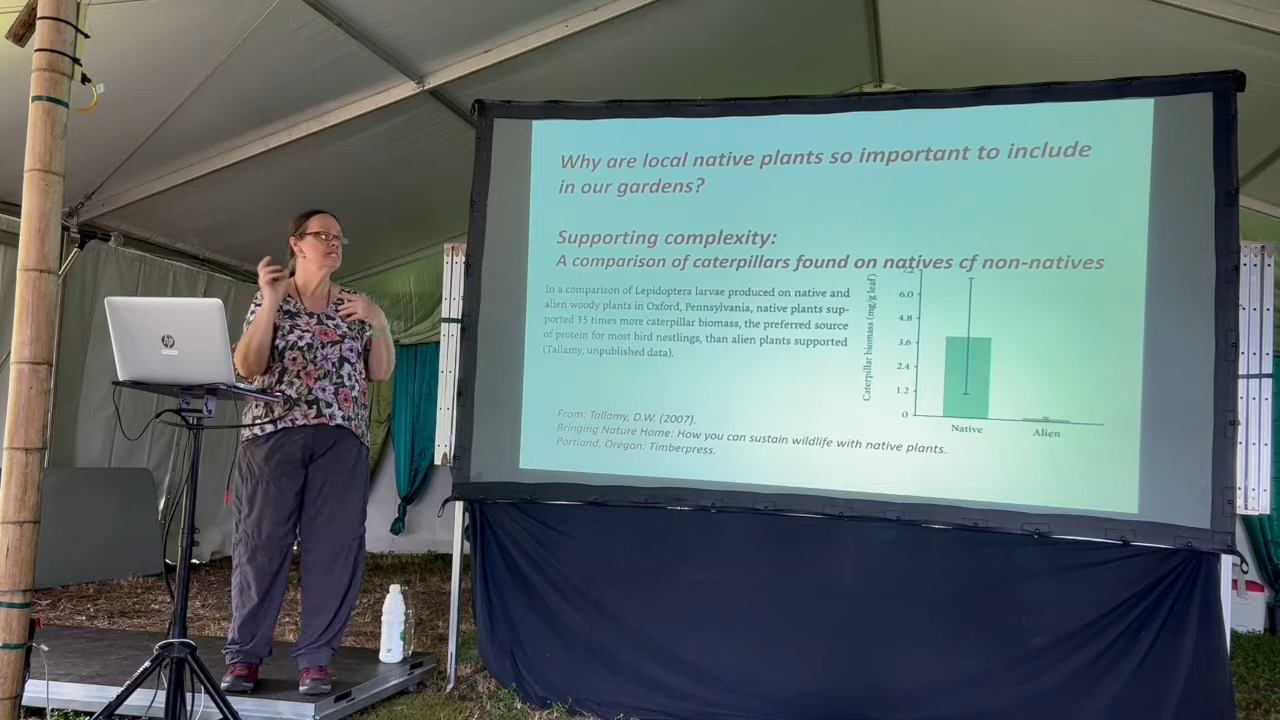 Why are local native plants so important to include
in our gardens?
Supporting complexity:
A comparison of caterpillars found on natives cf non-natives
In a comparison of Lepidoptera larvae produced on native and
alien woody plants in Oxford, Pennsylvania, native plants sup-
ported 35 times more caterpillar biomass, the preferred source
of protein for most bird nestlings, than alien plants supported
(Tallamy, unpublished data).
Caterpillar biomass (mg/g leaf)
7.2
6.0
4.8
3.6
2.4
1.2
0
Native
Alien
From: Tallamy, D.W. (2007).
Bringing Nature Home: How you can sustain wildlife with native plants.
Portland, Oregon: Timberpress.
hp